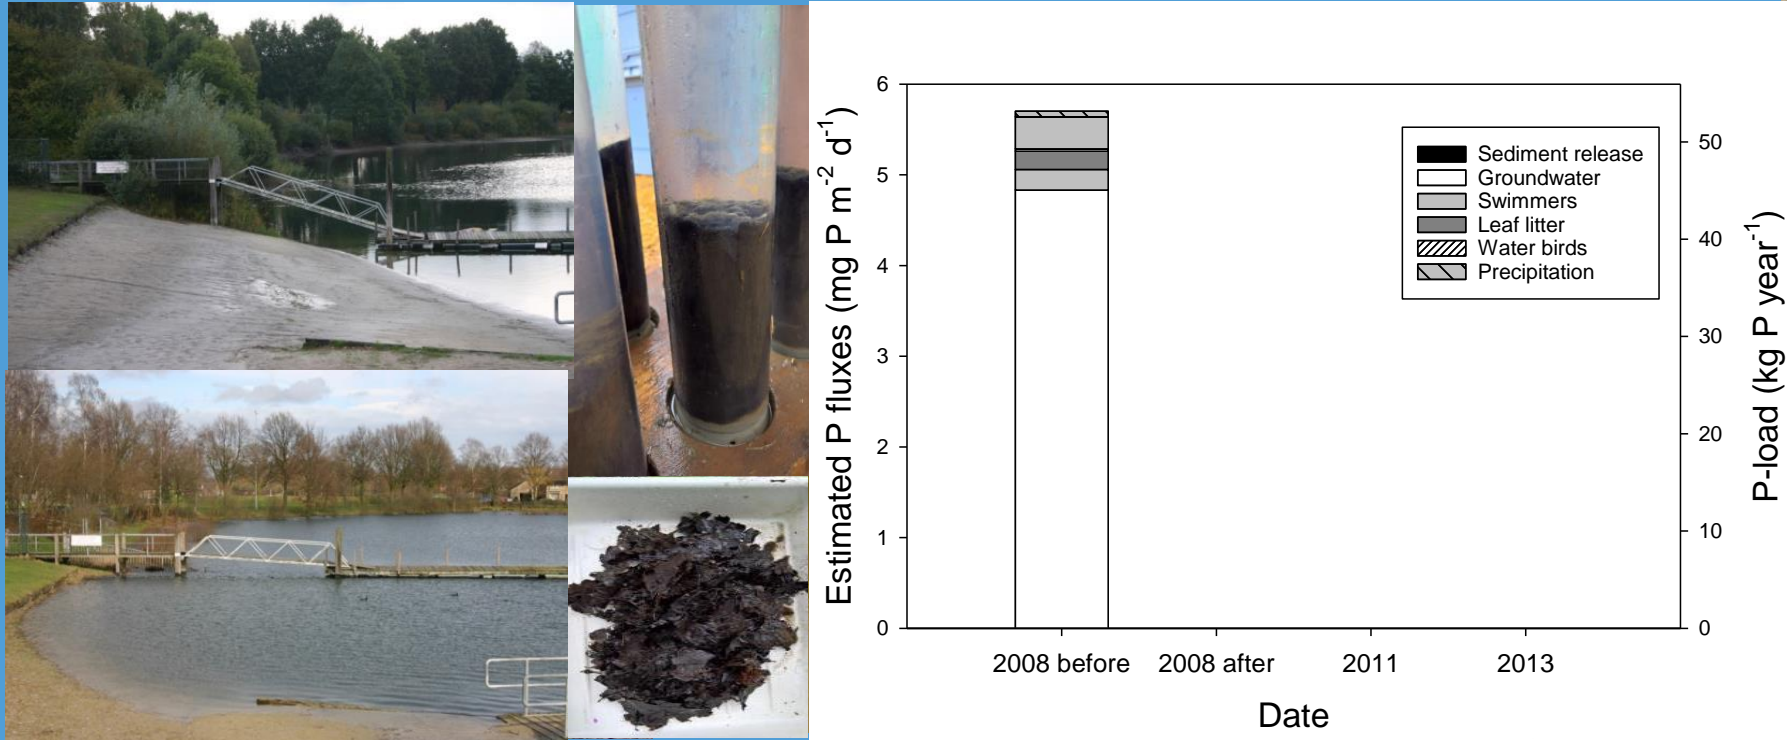 Estimated P fluxes (mg P m-2 d-1)
6
5
4
3
2
1
0
Sediment release
Groundwater
Swimmers
Leaf litter
Water birds
Precipitation
50
40
30
20
10
0
P-load (kg P year-1)
2008 before
2008 after
2011
2013
Date